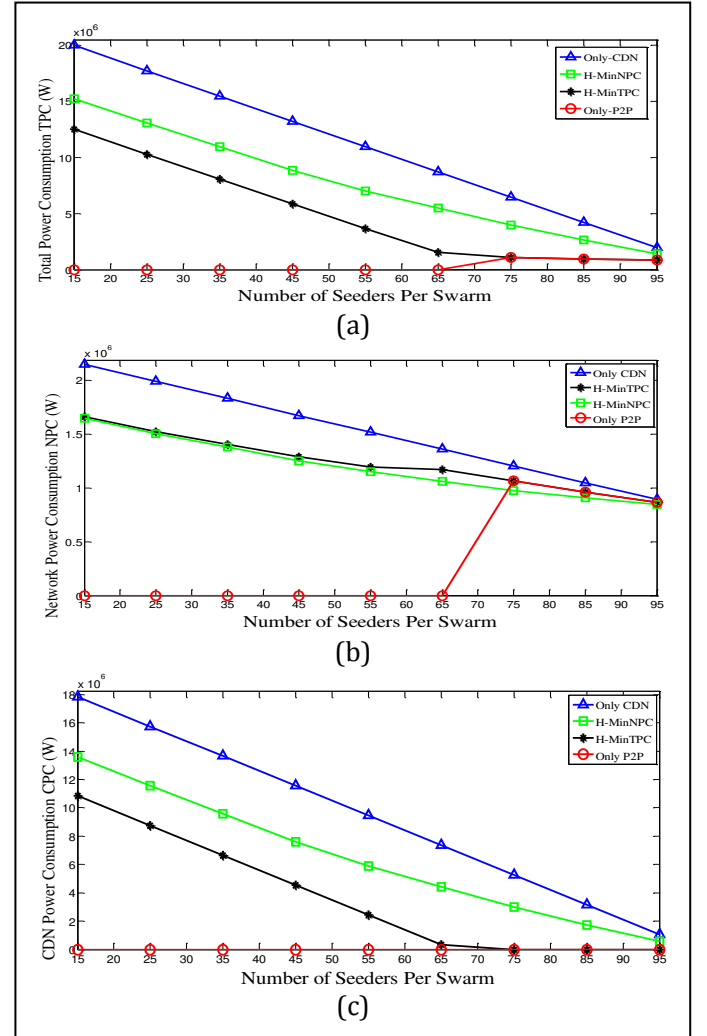 x 10⁶
20
15
10
5
0
Total Power Consumption TPC (W)
Only-CDN
H-MinNPC
H-MinTPC
Only-P2P
15 20 25 30 35 40 45 50 55 60 65 70 75 80 85 90 95
Number of Seeders Per Swarm
(a)
x 10⁶
2
1.5
1
0.5
0
Network Power Consumption NPC (W)
Only CDN
H-MinTPC
H-MinNPC
Only P2P
15 20 25 30 35 40 45 50 55 60 65 70 75 80 85 90 95
Number of Seeders Per Swarm
(b)
x 10⁶
18
16
14
12
10
8
6
4
2
0
CDN Power Consumption CPC (W)
Only CDN
H-MinNPC
H-MinTPC
Only P2P
15 20 25 30 35 40 45 50 55 60 65 70 75 80 85 90 95
Number of Seeders Per Swarm
(c)